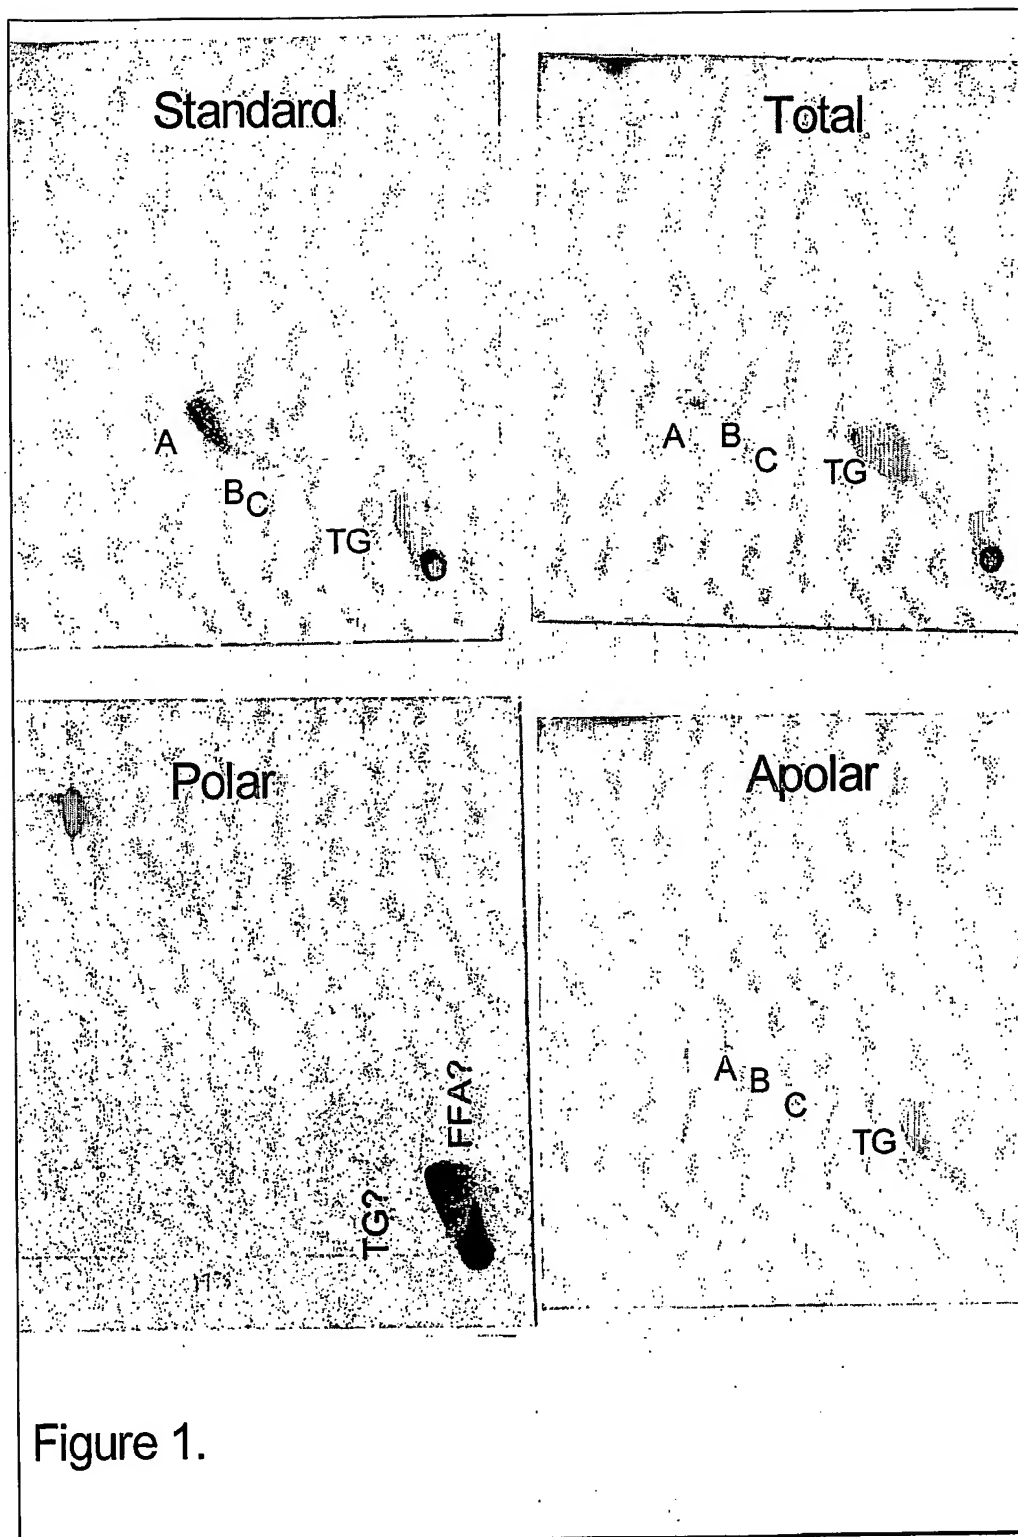 Standard
Total
A
B
C
TG
A
B
C
TG
Polar
Apolar
FFA?
TG?
A
B
C
TG
Figure 1.